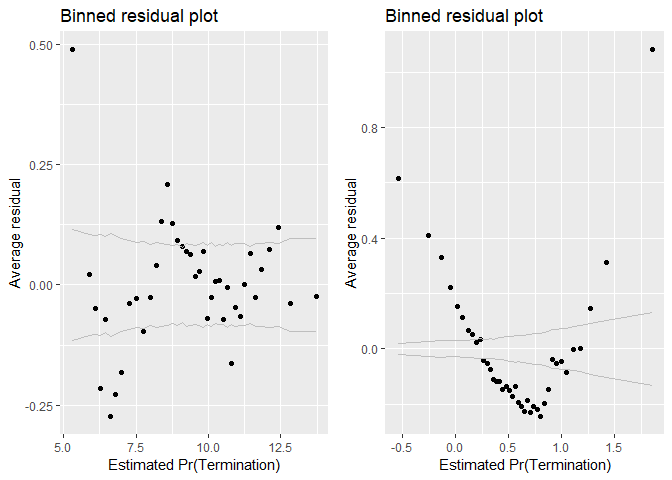 Binned residual plot
Average residual
0.50
0.25
0.00
-0.25
5.0 7.5 10.0 12.5
Estimated Pr(Termination)
Binned residual plot
Average residual
0.8
0.4
0.0
-0.5 0.0 0.5 1.0 1.5
Estimated Pr(Termination)